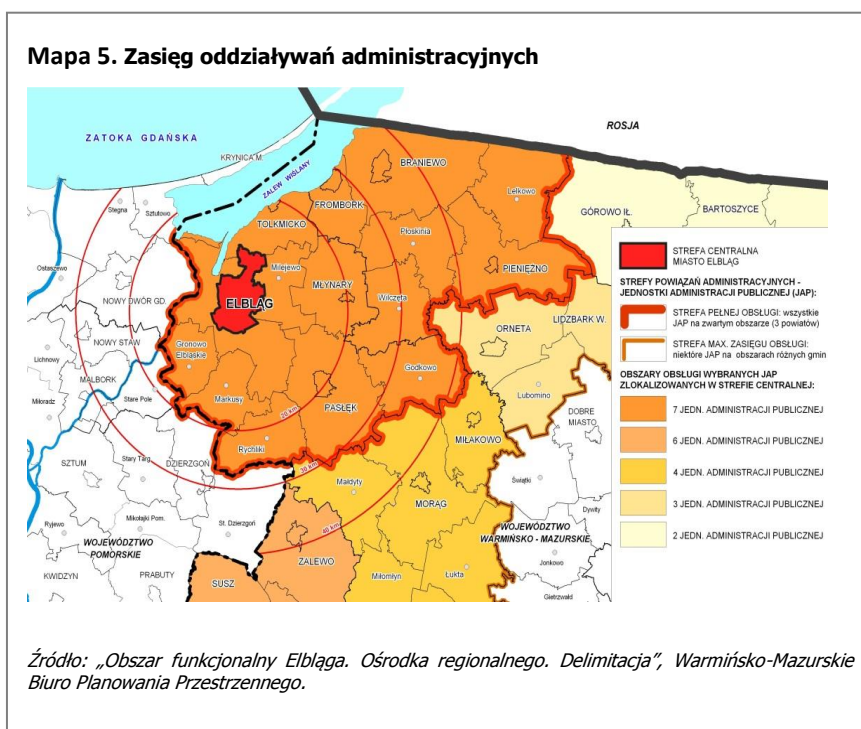 Mapa 5. Zasięg oddziaływań administracyjnych
ROSJA
ZATOKA GDAŃSKA
KRYNICA M.
ZALEW WIŚLANY
BRANIEWO
FROMBORK
Lelkowo
Stegna
Sztutowo
TOLKMICKO
Płoskinia
GÓROWO IŁ.
BARTOSZYCE
Ostaszewo
Milejewo
PIENIĘŻNO
NOWY DWÓR GD.
ELBLĄG
MŁYNARY
Wilczęta
ORNETA
LIDZBARK W.
NOWY STAW
Gronowo
Elbląskie
Lichnowy
MALBORK
Godkowo
Lubomino
Miłoradz
Stare Pole
Markusy
PASŁĘK
20 km
DOBRE
MIASTO
Rychliki
MIŁAKOWO
SZTUM
Stary Targ
DZIERZGOŃ
30 km
Małdyty
Świątki
MORĄG
Dywity
Ryjewo
Mikołajki Pom.
St. Dzierzgoń
40 km
WOJEWÓDZTWO
POMORSKIE
WOJEWÓDZTWO
WARMIŃSKO - MAZURSKIE
ZALEWO
Jonkowo
KWIDZYN
PRABUTY
SUSZ
Miłomłyn
Łukta
Gietrzwałd
STREFA CENTRALNA
MIASTO ELBLĄG
STREFY POWIĄZAŃ ADMINISTRACYJNYCH -
JEDNOSTKI ADMINISTRACJI PUBLICZNEJ (JAP):
STREFA PEŁNEJ OBSŁUGI: wszystkie
JAP na zwartym obszarze (3 powiatów)
STREFA MAX. ZASIĘGU OBSŁUGI:
niektóre JAP na obszarach różnych gmin
OBSZARY OBSŁUGI WYBRANYCH JAP
ZLOKALIZOWANYCH W STREFIE CENTRALNEJ:
7 JEDN. ADMINISTRACJI PUBLICZNEJ
6 JEDN. ADMINISTRACJI PUBLICZNEJ
4 JEDN. ADMINISTRACJI PUBLICZNEJ
3 JEDN. ADMINISTRACJI PUBLICZNEJ
2 JEDN. ADMINISTRACJI PUBLICZNEJ
Źródło: „Obszar funkcjonalny Elbląga. Ośrodka regionalnego. Delimitacja”, Warmińsko-Mazurskie
Biuro Planowania Przestrzennego.